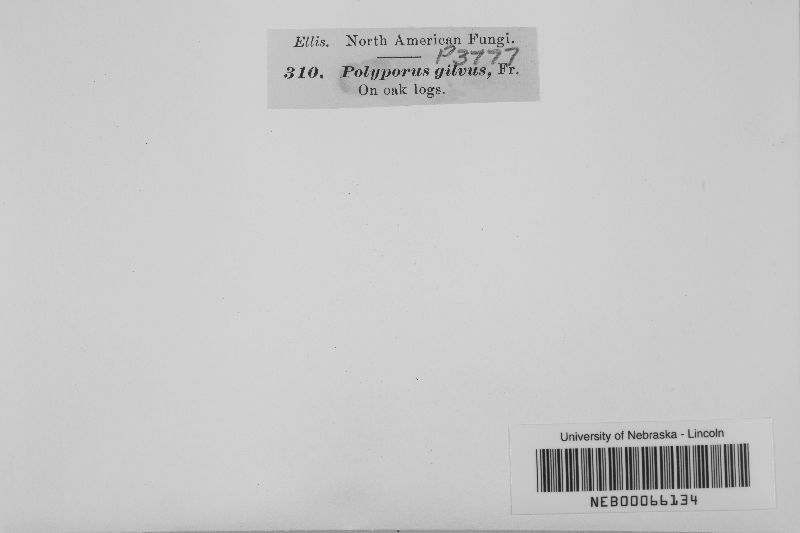 Ellis. North American Fungi.
P3777
310. Polyporus gilvus, Fr.
On oak logs.
University of Nebraska - Lincoln
NEB00066134